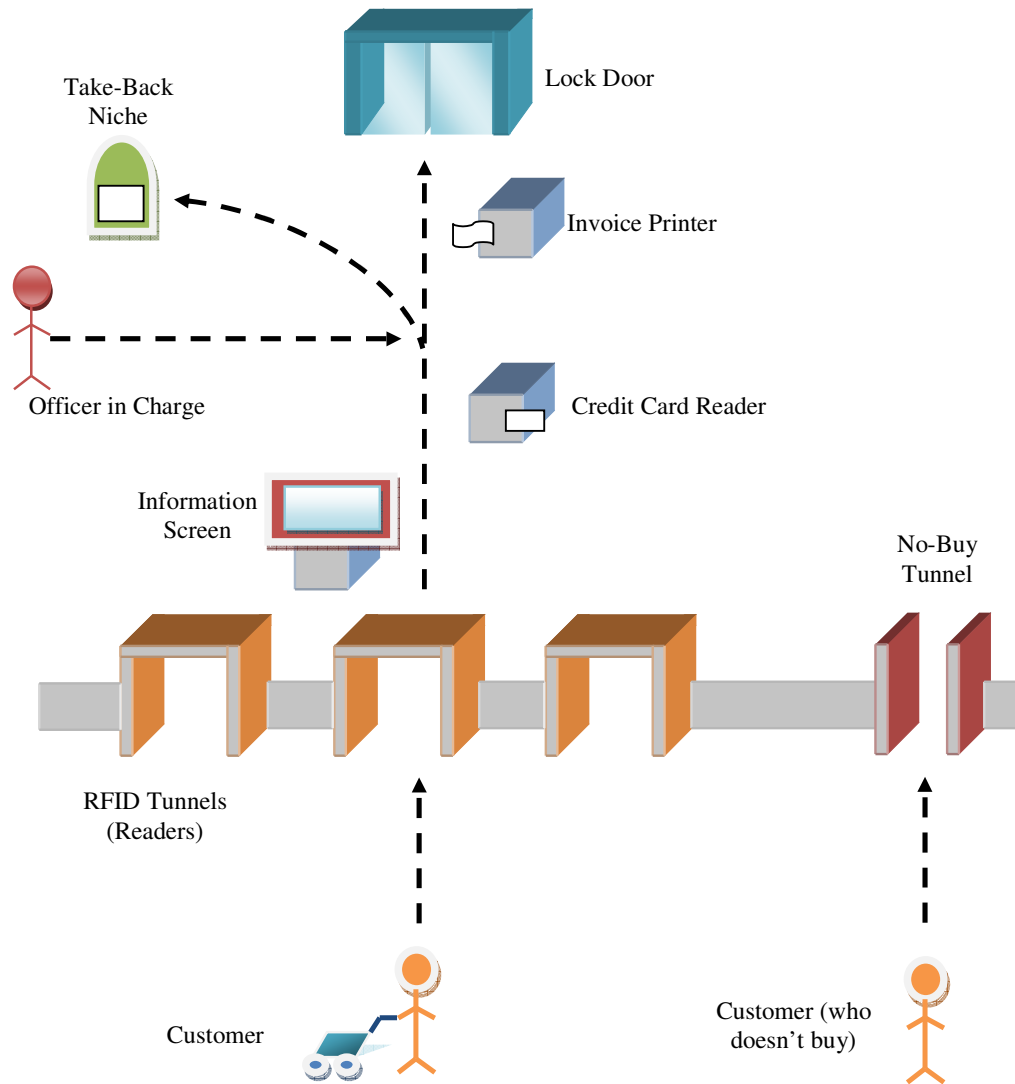 Lock Door
Take-Back
Niche
Invoice Printer
Officer in Charge
Credit Card Reader
Information
Screen
No-Buy
Tunnel
RFID Tunnels
(Readers)
Customer
Customer (who
doesn’t buy)